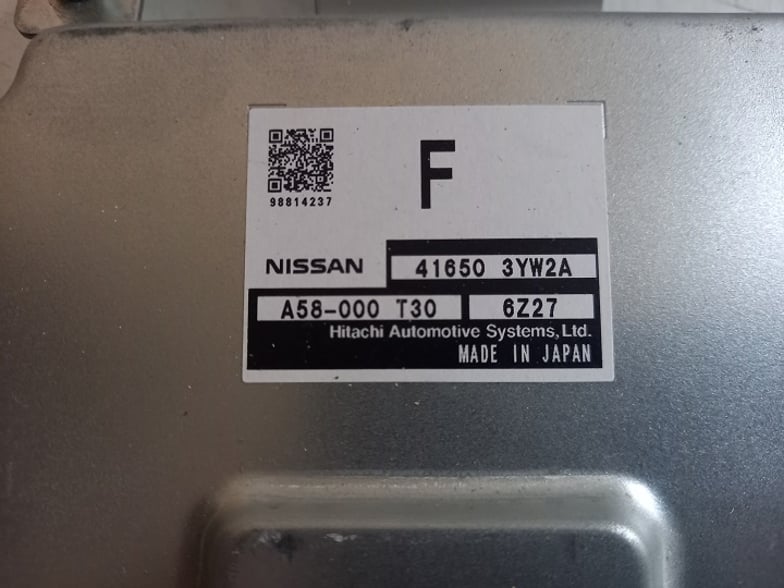 F
98814237
NISSAN
41650 3YW2A
A58-000 T30
6Z27
Hitachi Automotive Systems,Ltd.
MADE IN JAPAN